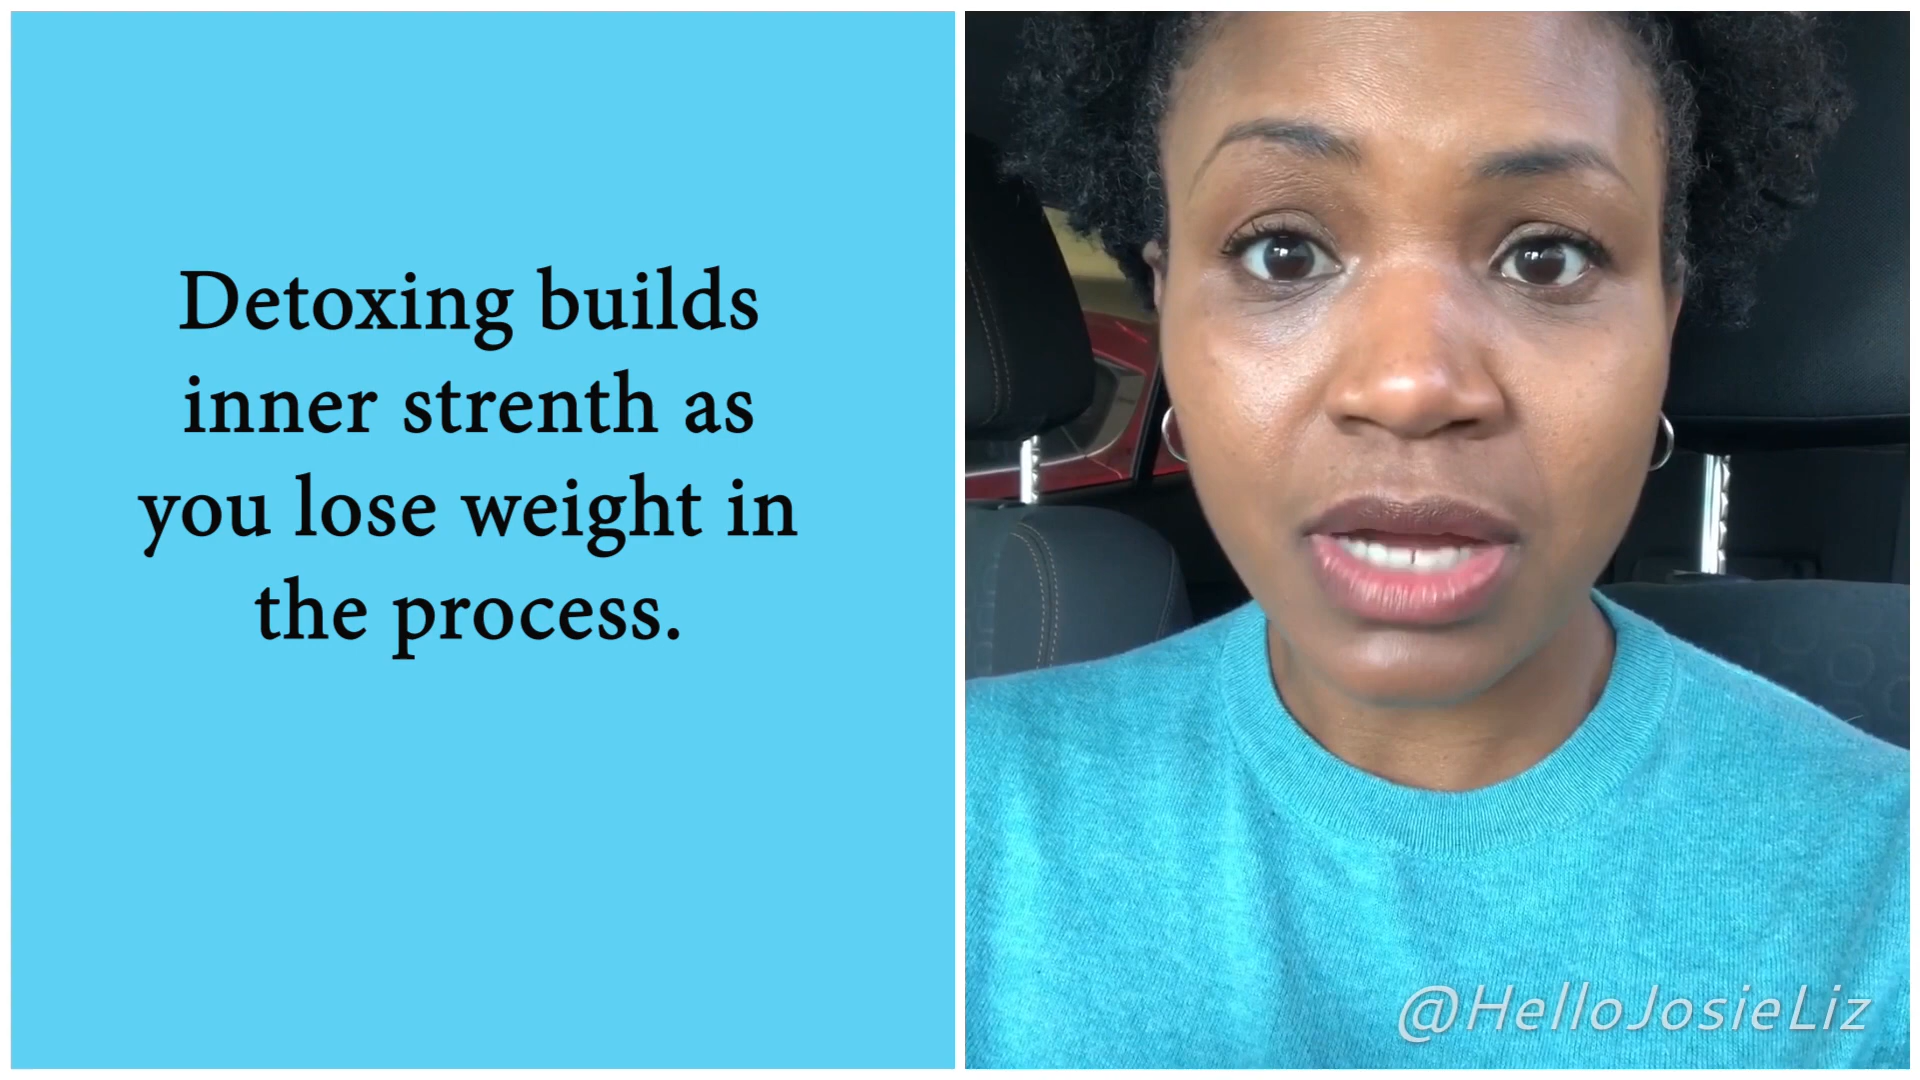 Detoxing builds
inner strenth as
you lose weight in
the process.
@HelloJosieLiz